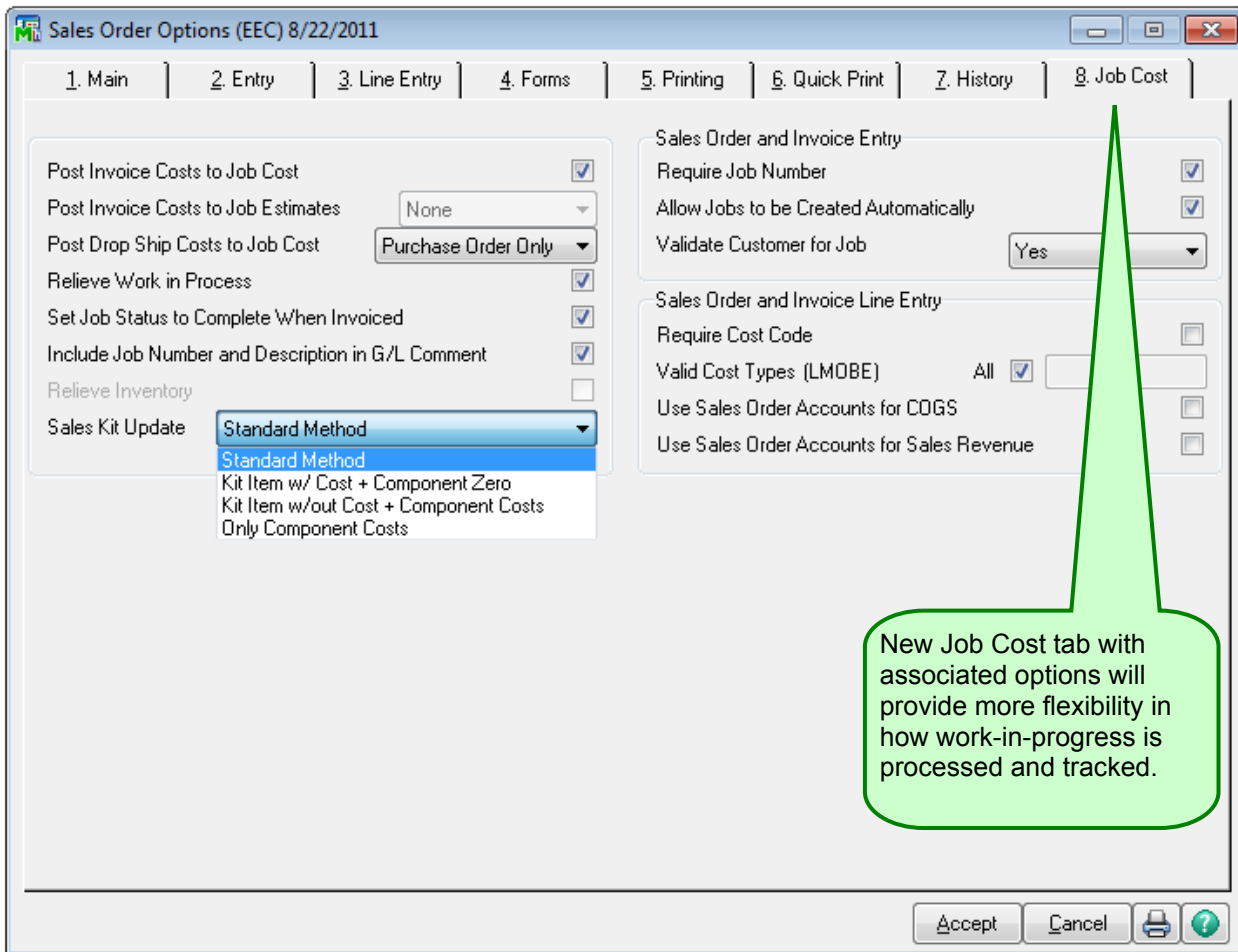 Sales Order Options (EEC) 8/22/2011
1. Main 2. Entry 3. Line Entry 4. Forms 5. Printing 6. Quick Print 7. History 8. Job Cost
Post Invoice Costs to Job Cost
Post Invoice Costs to Job Estimates None
Post Drop Ship Costs to Job Cost Purchase Order Only
Relieve Work in Process
Set Job Status to Complete When Invoiced
Include Job Number and Description in G/L Comment
Relieve Inventory
Sales Kit Update Standard Method
Standard Method
Kit Item w/ Cost + Component Zero
Kit Item w/out Cost + Component Costs
Only Component Costs
Sales Order and Invoice Entry
Require Job Number
Allow Jobs to be Created Automatically
Validate Customer for Job Yes
Sales Order and Invoice Line Entry
Require Cost Code
Valid Cost Types (LMOBE) All
Use Sales Order Accounts for COGS
Use Sales Order Accounts for Sales Revenue
New Job Cost tab with
associated options will
provide more flexibility in
how work-in-progress is
processed and tracked.
Accept Cancel